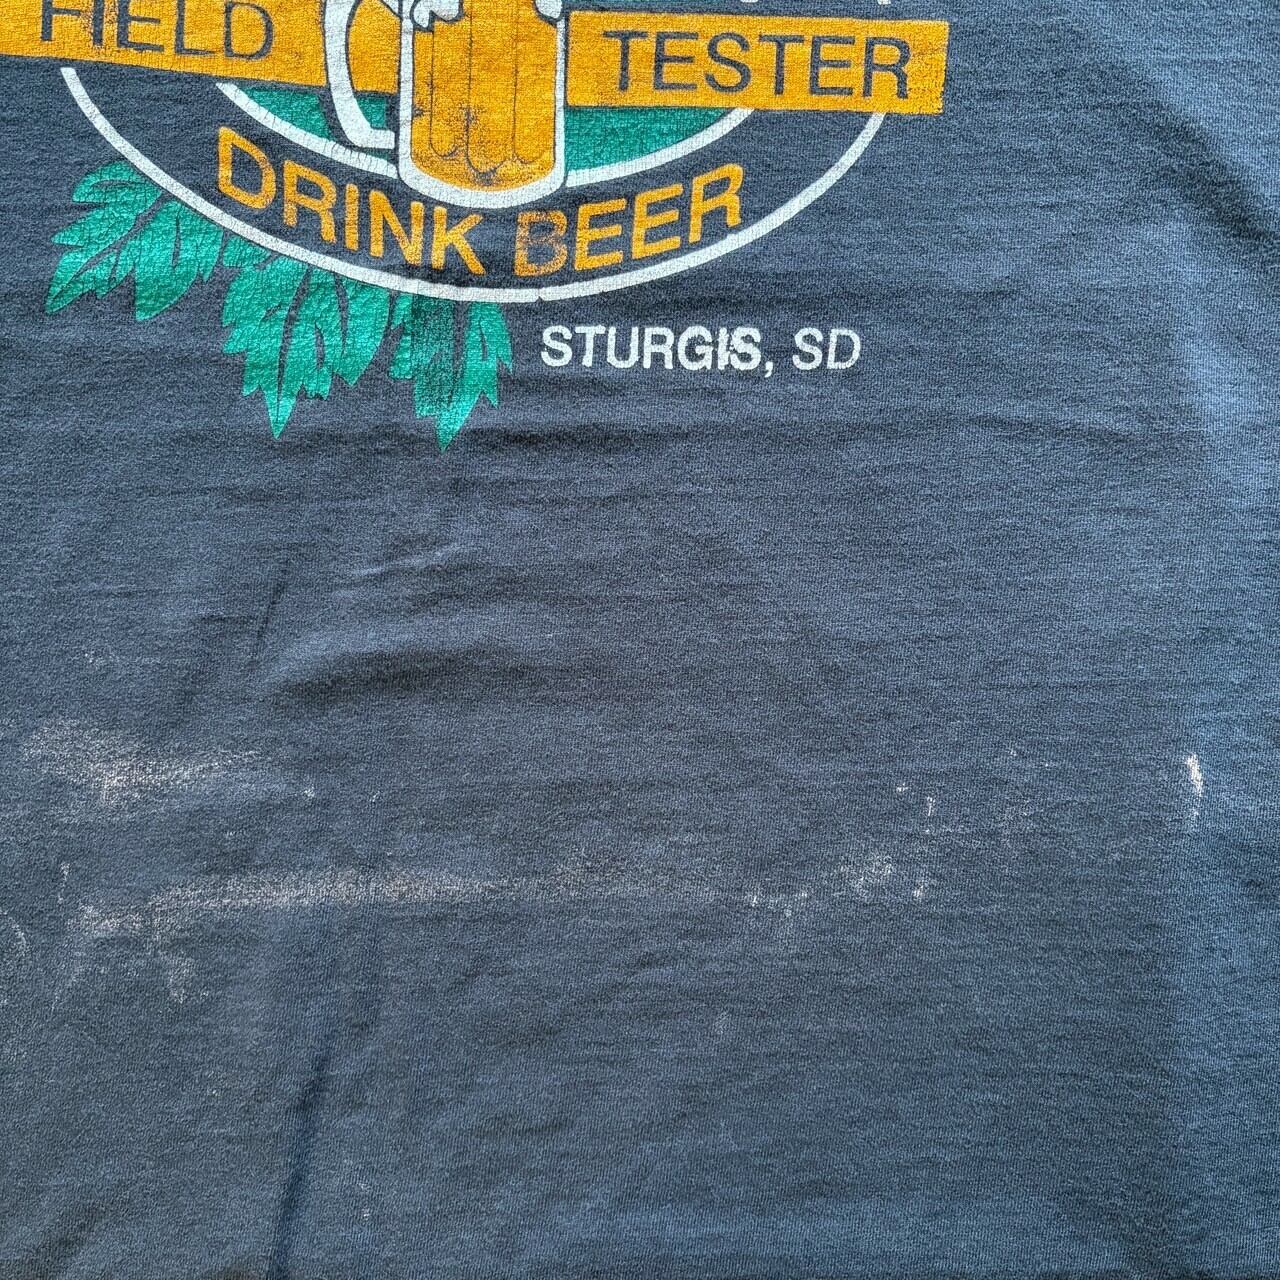 FIELD TESTER
DRINK BEER
STURGIS, SD